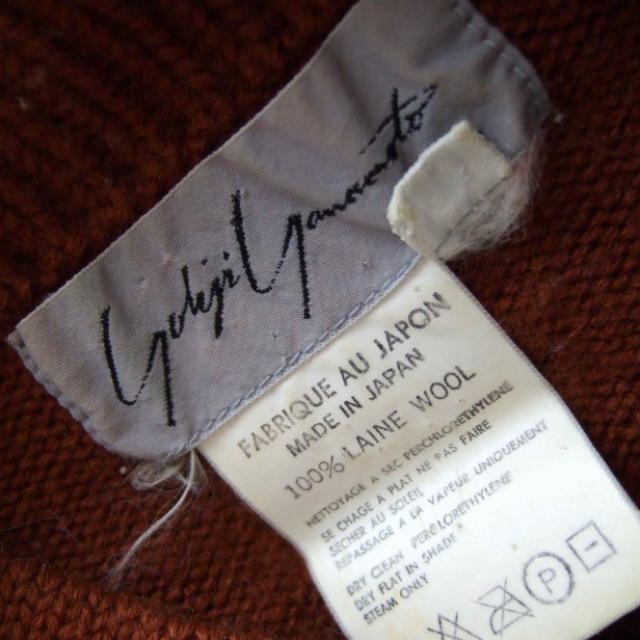 Yohji Yamamoto
FABRIQUE AU JAPON
MADE IN JAPAN
100% LAINE WOOL
NETTOYAGE A SEC PERCHLORETHYLENE
SE CHAGE A PLAT NE PAS FAIRE
SECHER AU SOLEIL
REPASSAGE A LA VAPEUR UNIQUEMENT
DRY CLEAN PERCLORETHYLENE
DRY FLAT IN SHADE
STEAM ONLY
P